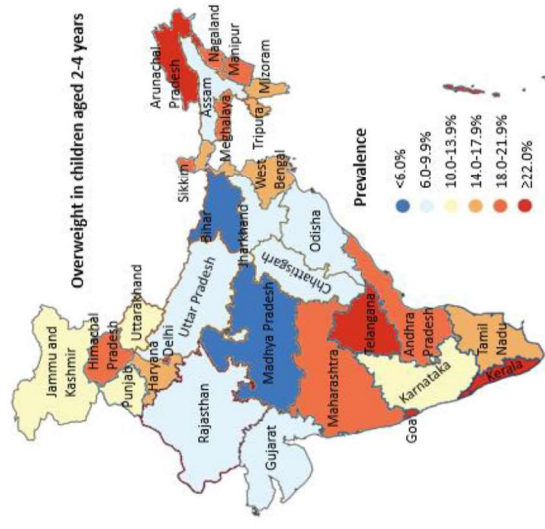 Overweight in children aged 2-4 years
Jammu and
Kashmir
Himachal
Pradesh
Punjab
Uttarakhand
Haryana
Delhi
Rajasthan
Uttar Pradesh
Bihar
Sikkim
Arunachal
Pradesh
Assam
Nagaland
Manipur
Meghalaya
Mizoram
Tripura
West
Bengal
Jharkhand
Odisha
Chhattisgarh
Madhya Pradesh
Gujarat
Maharashtra
Telangana
Andhra
Pradesh
Goa
Karnataka
Tamil
Nadu
Kerala
Prevalence
<6.0%
6.0-9.9%
10.0-13.9%
14.0-17.9%
18.0-21.9%
≥22.0%